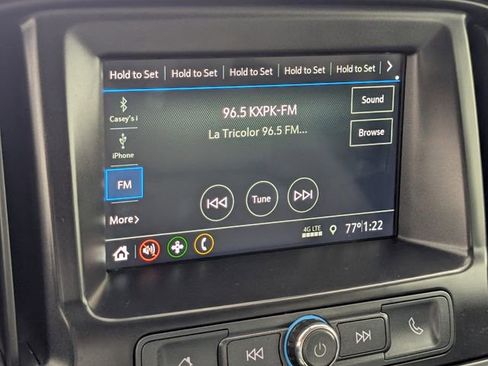 Hold to Set Hold to Set Hold to Set Hold to Set Hold to Set
Casey's i
iPhone
FM
More
96.5 KXPK-FM
La Tricolor 96.5 FM...
Sound
Browse
Tune
4G LTE 77° 1:22